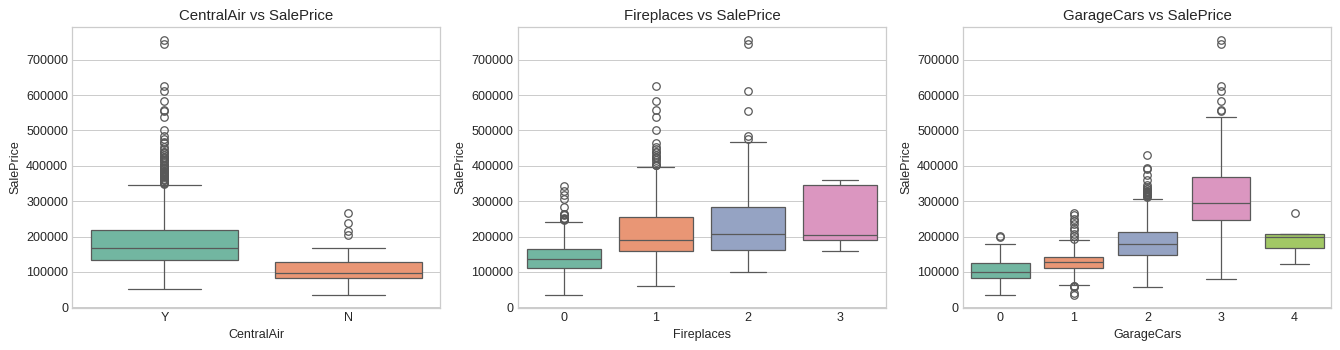 CentralAir vs SalePrice
SalePrice
700000
600000
500000
400000
300000
200000
100000
0
Y N
CentralAir
Fireplaces vs SalePrice
SalePrice
700000
600000
500000
400000
300000
200000
100000
0
0 1 2 3
Fireplaces
GarageCars vs SalePrice
SalePrice
700000
600000
500000
400000
300000
200000
100000
0
0 1 2 3 4
GarageCars